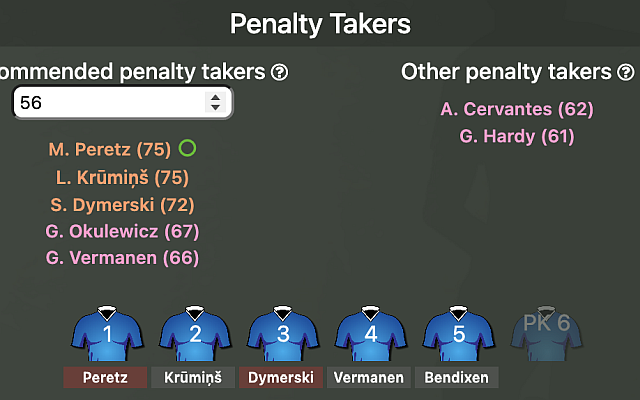 Penalty Takers
ommended penalty takers ?
56
M. Peretz (75)
L. Krūmiņš (75)
S. Dymerski (72)
G. Okulewicz (67)
G. Vermanen (66)
Other penalty takers ?
A. Cervantes (62)
G. Hardy (61)
1 2 3 4 5 PK 6
Peretz Krūmiņš Dymerski Vermanen Bendixen